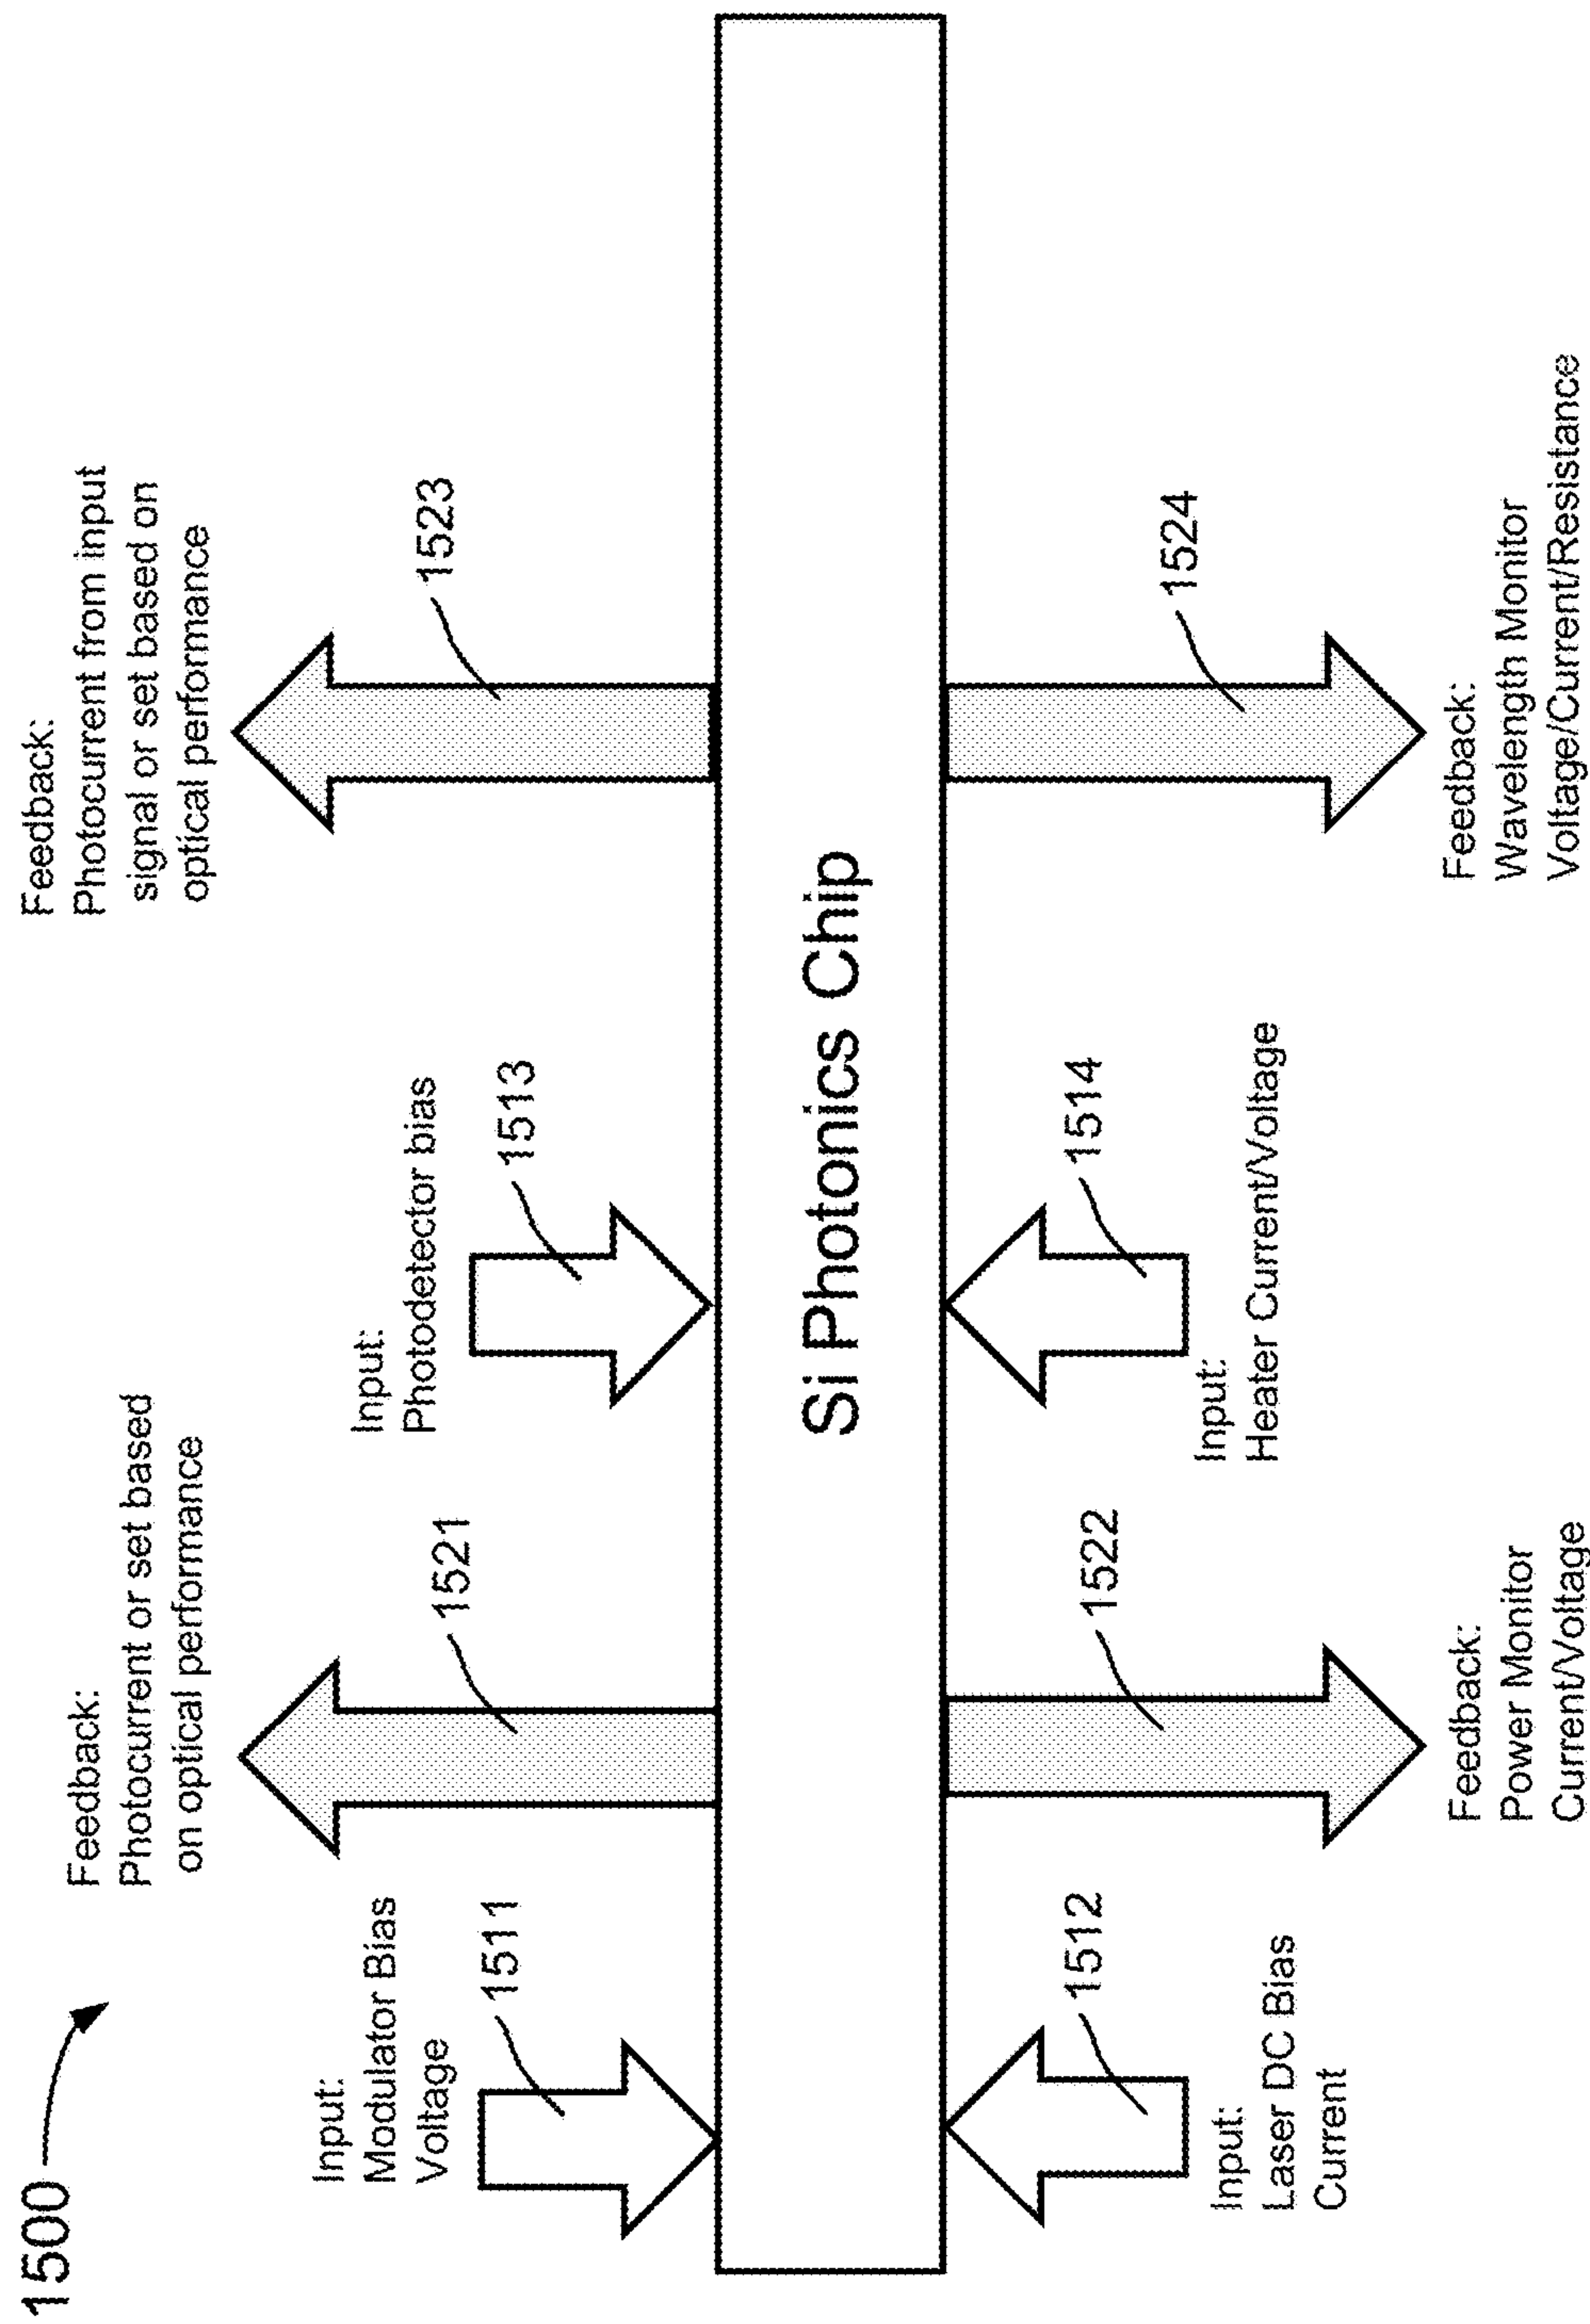 1500
Feedback:
Photocurrent or set based
on optical performance
Feedback:
Photocurrent from input
signal or set based on
optical performance
Input:
Modulator Bias
Voltage
1511
1521
Input:
Photodetector bias
1513
1523
Si Photonics Chip
1512
Input:
Laser DC Bias
Current
1522
Feedback:
Power Monitor
Current/Voltage
1514
Input:
Heater Current/Voltage
1524
Feedback:
Wavelength Monitor
Voltage/Current/Resistance